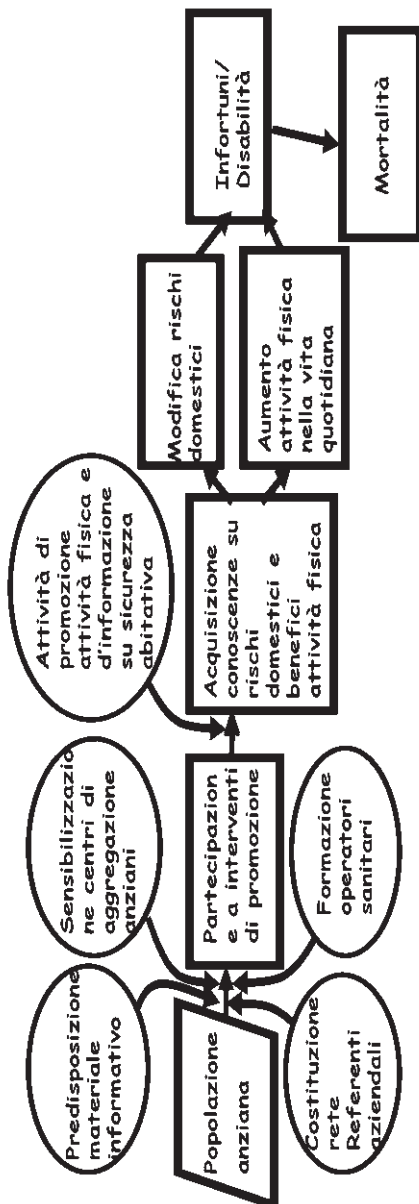 Predisposizione
materiale
informativo
Sensibilizzazio
ne centri di
aggregazione
anziani
Attività di
promozione
attività fisica e
d'informazione
su sicurezza
abitativa
Popolazione
anziana
Partecipazion
e a interventi
di promozione
Acquisizione
conoscenze su
rischi
domestici e
benefici
attività fisica
Modifica rischi
domestici
Aumento
attività fisica
nella vita
quotidiana
Infortuni/
Disabilità
Mortalità
Costituzione
rete
Referenti
aziendali
Formazione
operatori
sanitari